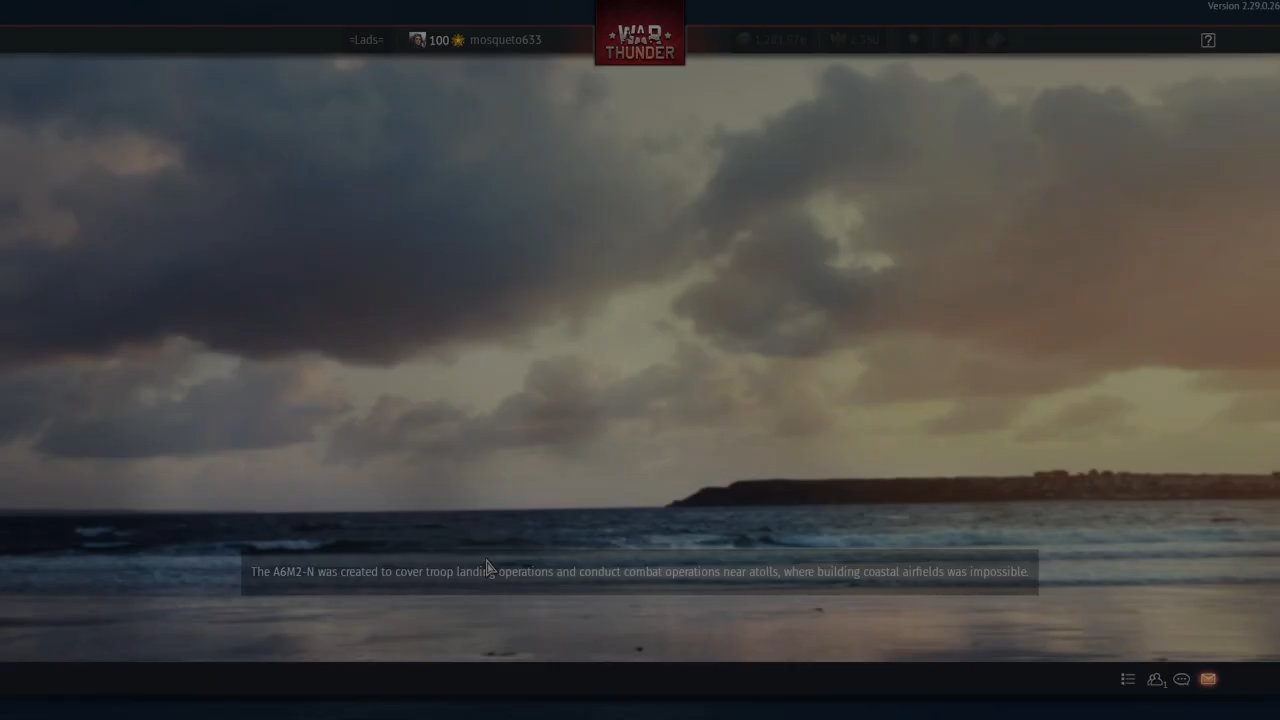 Version 2.29.0.26
=Lads= 100 mosqueto633
WAR
THUNDER
The A6M2-N was created to cover troop landing operations and conduct combat operations near atolls, where building coastal airfields was impossible.
1